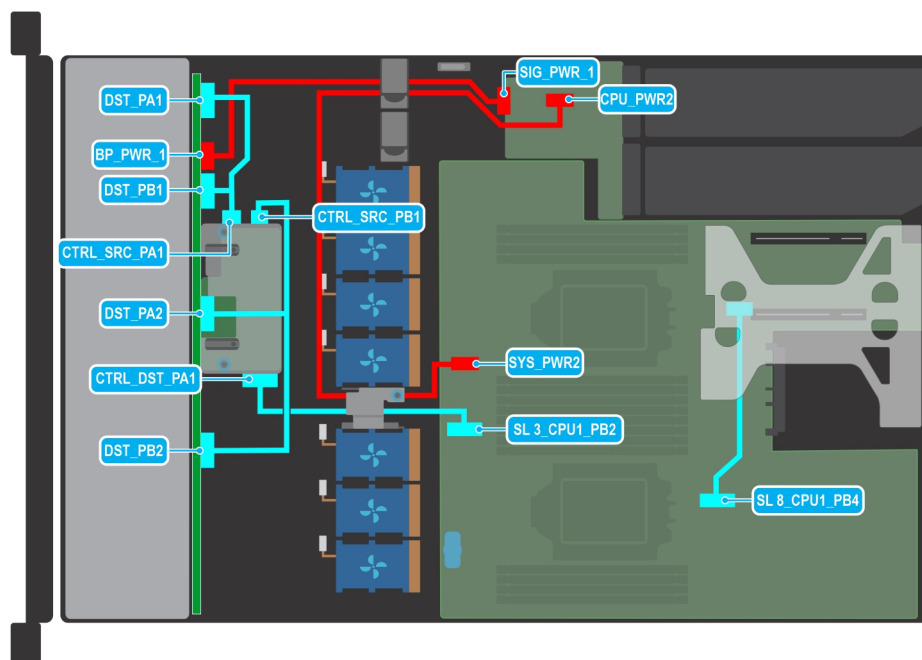 SIG_PWR_1
DST_PA1
CPU_PWR2
BP_PWR_1
DST_PB1
CTRL_SRC_PB1
CTRL_SRC_PA1
DST_PA2
SYS_PWR2
CTRL_DST_PA1
SL 3_CPU1_PB2
DST_PB2
SL 8_CPU1_PB4